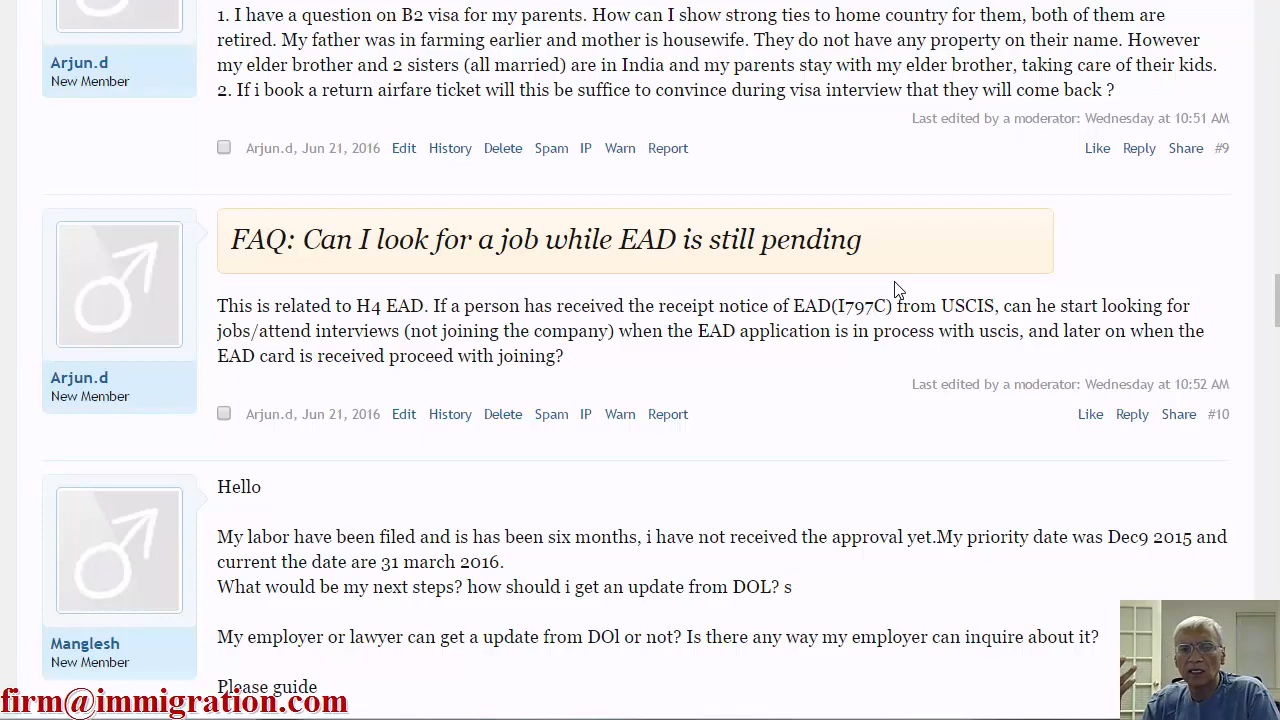 1. I have a question on B2 visa for my parents. How can I show strong ties to home country for them, both of them are
retired. My father was in farming earlier and mother is housewife. They do not have any property on their name. However
my elder brother and 2 sisters (all married) are in India and my parents stay with my elder brother, taking care of their kids.
2. If i book a return airfare ticket will this be suffice to convince during visa interview that they will come back ?
Arjun.d
New Member
Last edited by a moderator: Wednesday at 10:51 AM
Arjun.d, Jun 21, 2016 Edit History Delete Spam IP Warn Report Like Reply Share #9
FAQ: Can I look for a job while EAD is still pending
This is related to H4 EAD. If a person has received the receipt notice of EAD(I797C) from USCIS, can he start looking for
jobs/attend interviews (not joining the company) when the EAD application is in process with uscis, and later on when the
EAD card is received proceed with joining?
Arjun.d
New Member
Last edited by a moderator: Wednesday at 10:52 AM
Arjun.d, Jun 21, 2016 Edit History Delete Spam IP Warn Report Like Reply Share #10
Hello
My labor have been filed and is has been six months, i have not received the approval yet.My priority date was Dec9 2015 and
current the date are 31 march 2016.
What would be my next steps? how should i get an update from DOL? s
My employer or lawyer can get a update from DOl or not? Is there any way my employer can inquire about it?
Manglesh
New Member
Please guide
firm@immigration.com